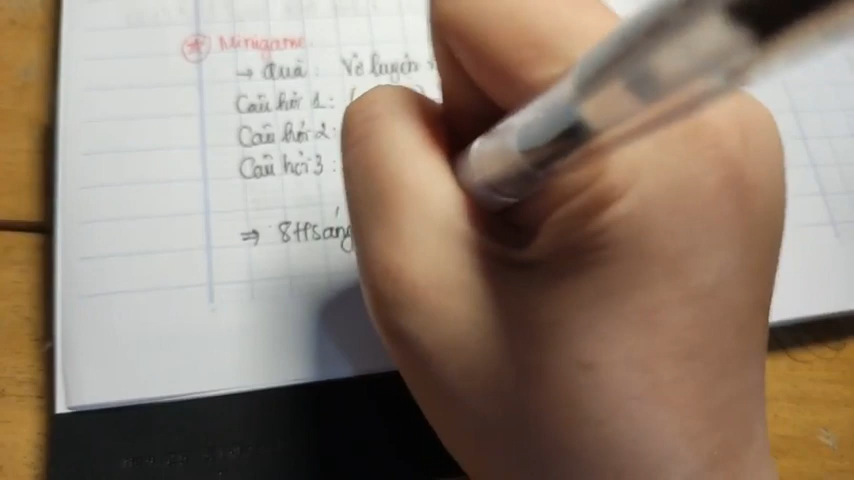 Minigame
→ Quà: Vở luyện
Câu hỏi 1: (
Câu hỏi 2:
Câu hỏi 3:
⇒ 8H sáng